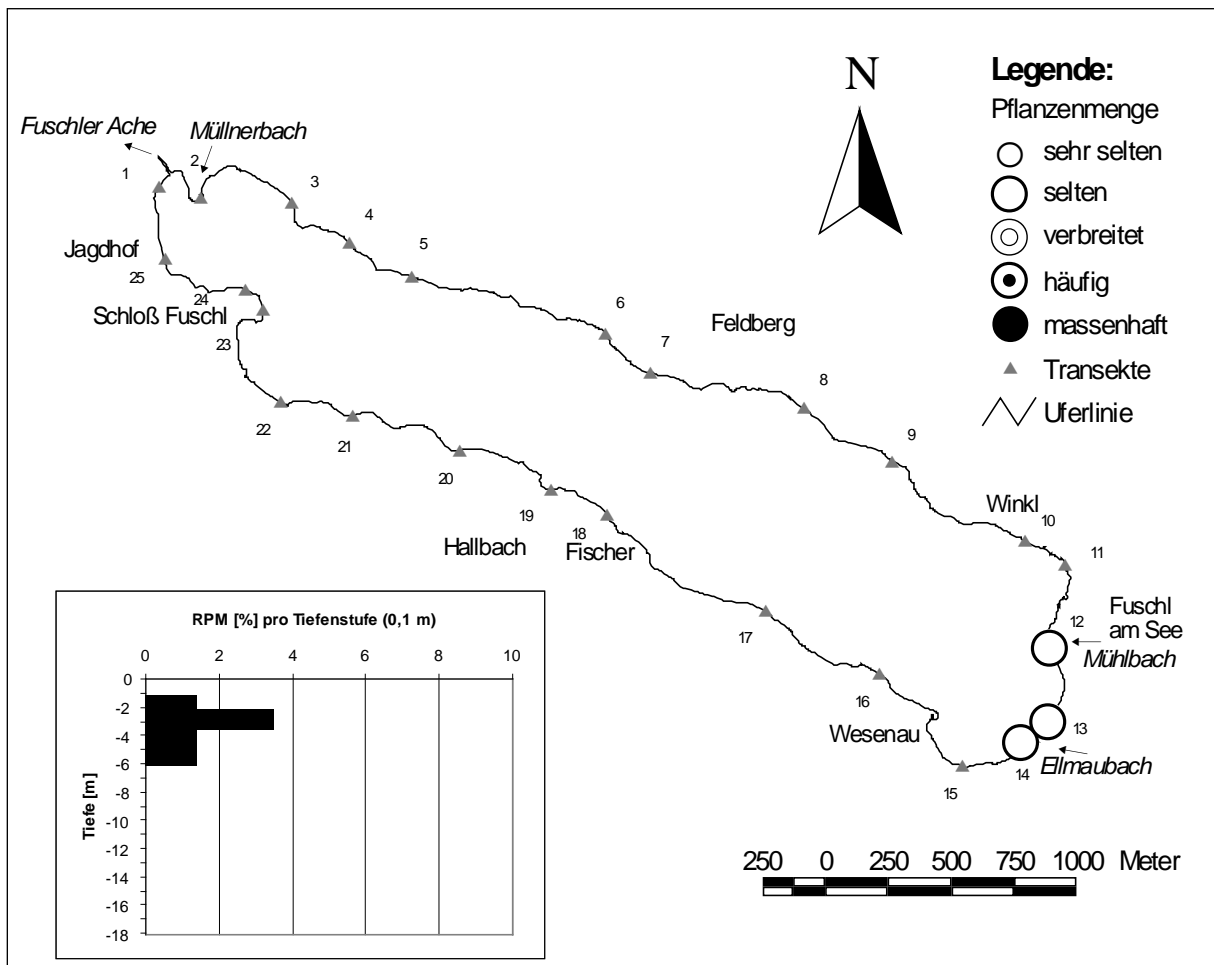 N
Legende:
Pflanzenmenge
sehr selten
selten
verbreitet
häufig
massenhaft
Transekte
Uferlinie
Fuschler Ache
Müllnerbach
1
2
3
4
5
6
7
Feldberg
8
9
Winkl
10
11
12
Fuschl
am See
Mühlbach
13
Ellmaubach
14
15
Wesenau
16
17
18
Fischer
19
Hallbach
20
21
22
23
Schloß Fuschl
24
25
Jagdhof
RPM [%] pro Tiefenstufe (0,1 m)
0 2 4 6 8 10
Tiefe [m]
0
-2
-4
-6
-8
-10
-12
-14
-16
-18
250 0 250 500 750 1000 Meter